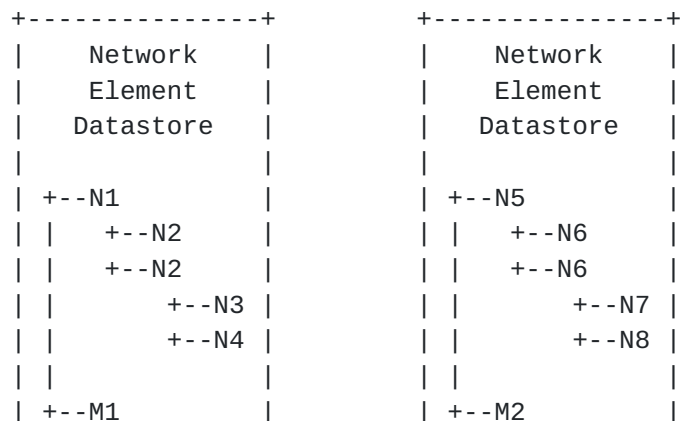 +---------------+         +---------------+
|    Network    |         |    Network    |
|    Element    |         |    Element    |
|   Datastore   |         |   Datastore   |
|               |         |               |
| +--N1         |         | +--N5         |
| |   +--N2     |         | |   +--N6     |
| |   +--N2     |         | |   +--N6     |
| |       +--N3 |         | |       +--N7 |
| |       +--N4 |         | |       +--N8 |
| |             |         | |             |
| +--M1         |         | +--M2         |